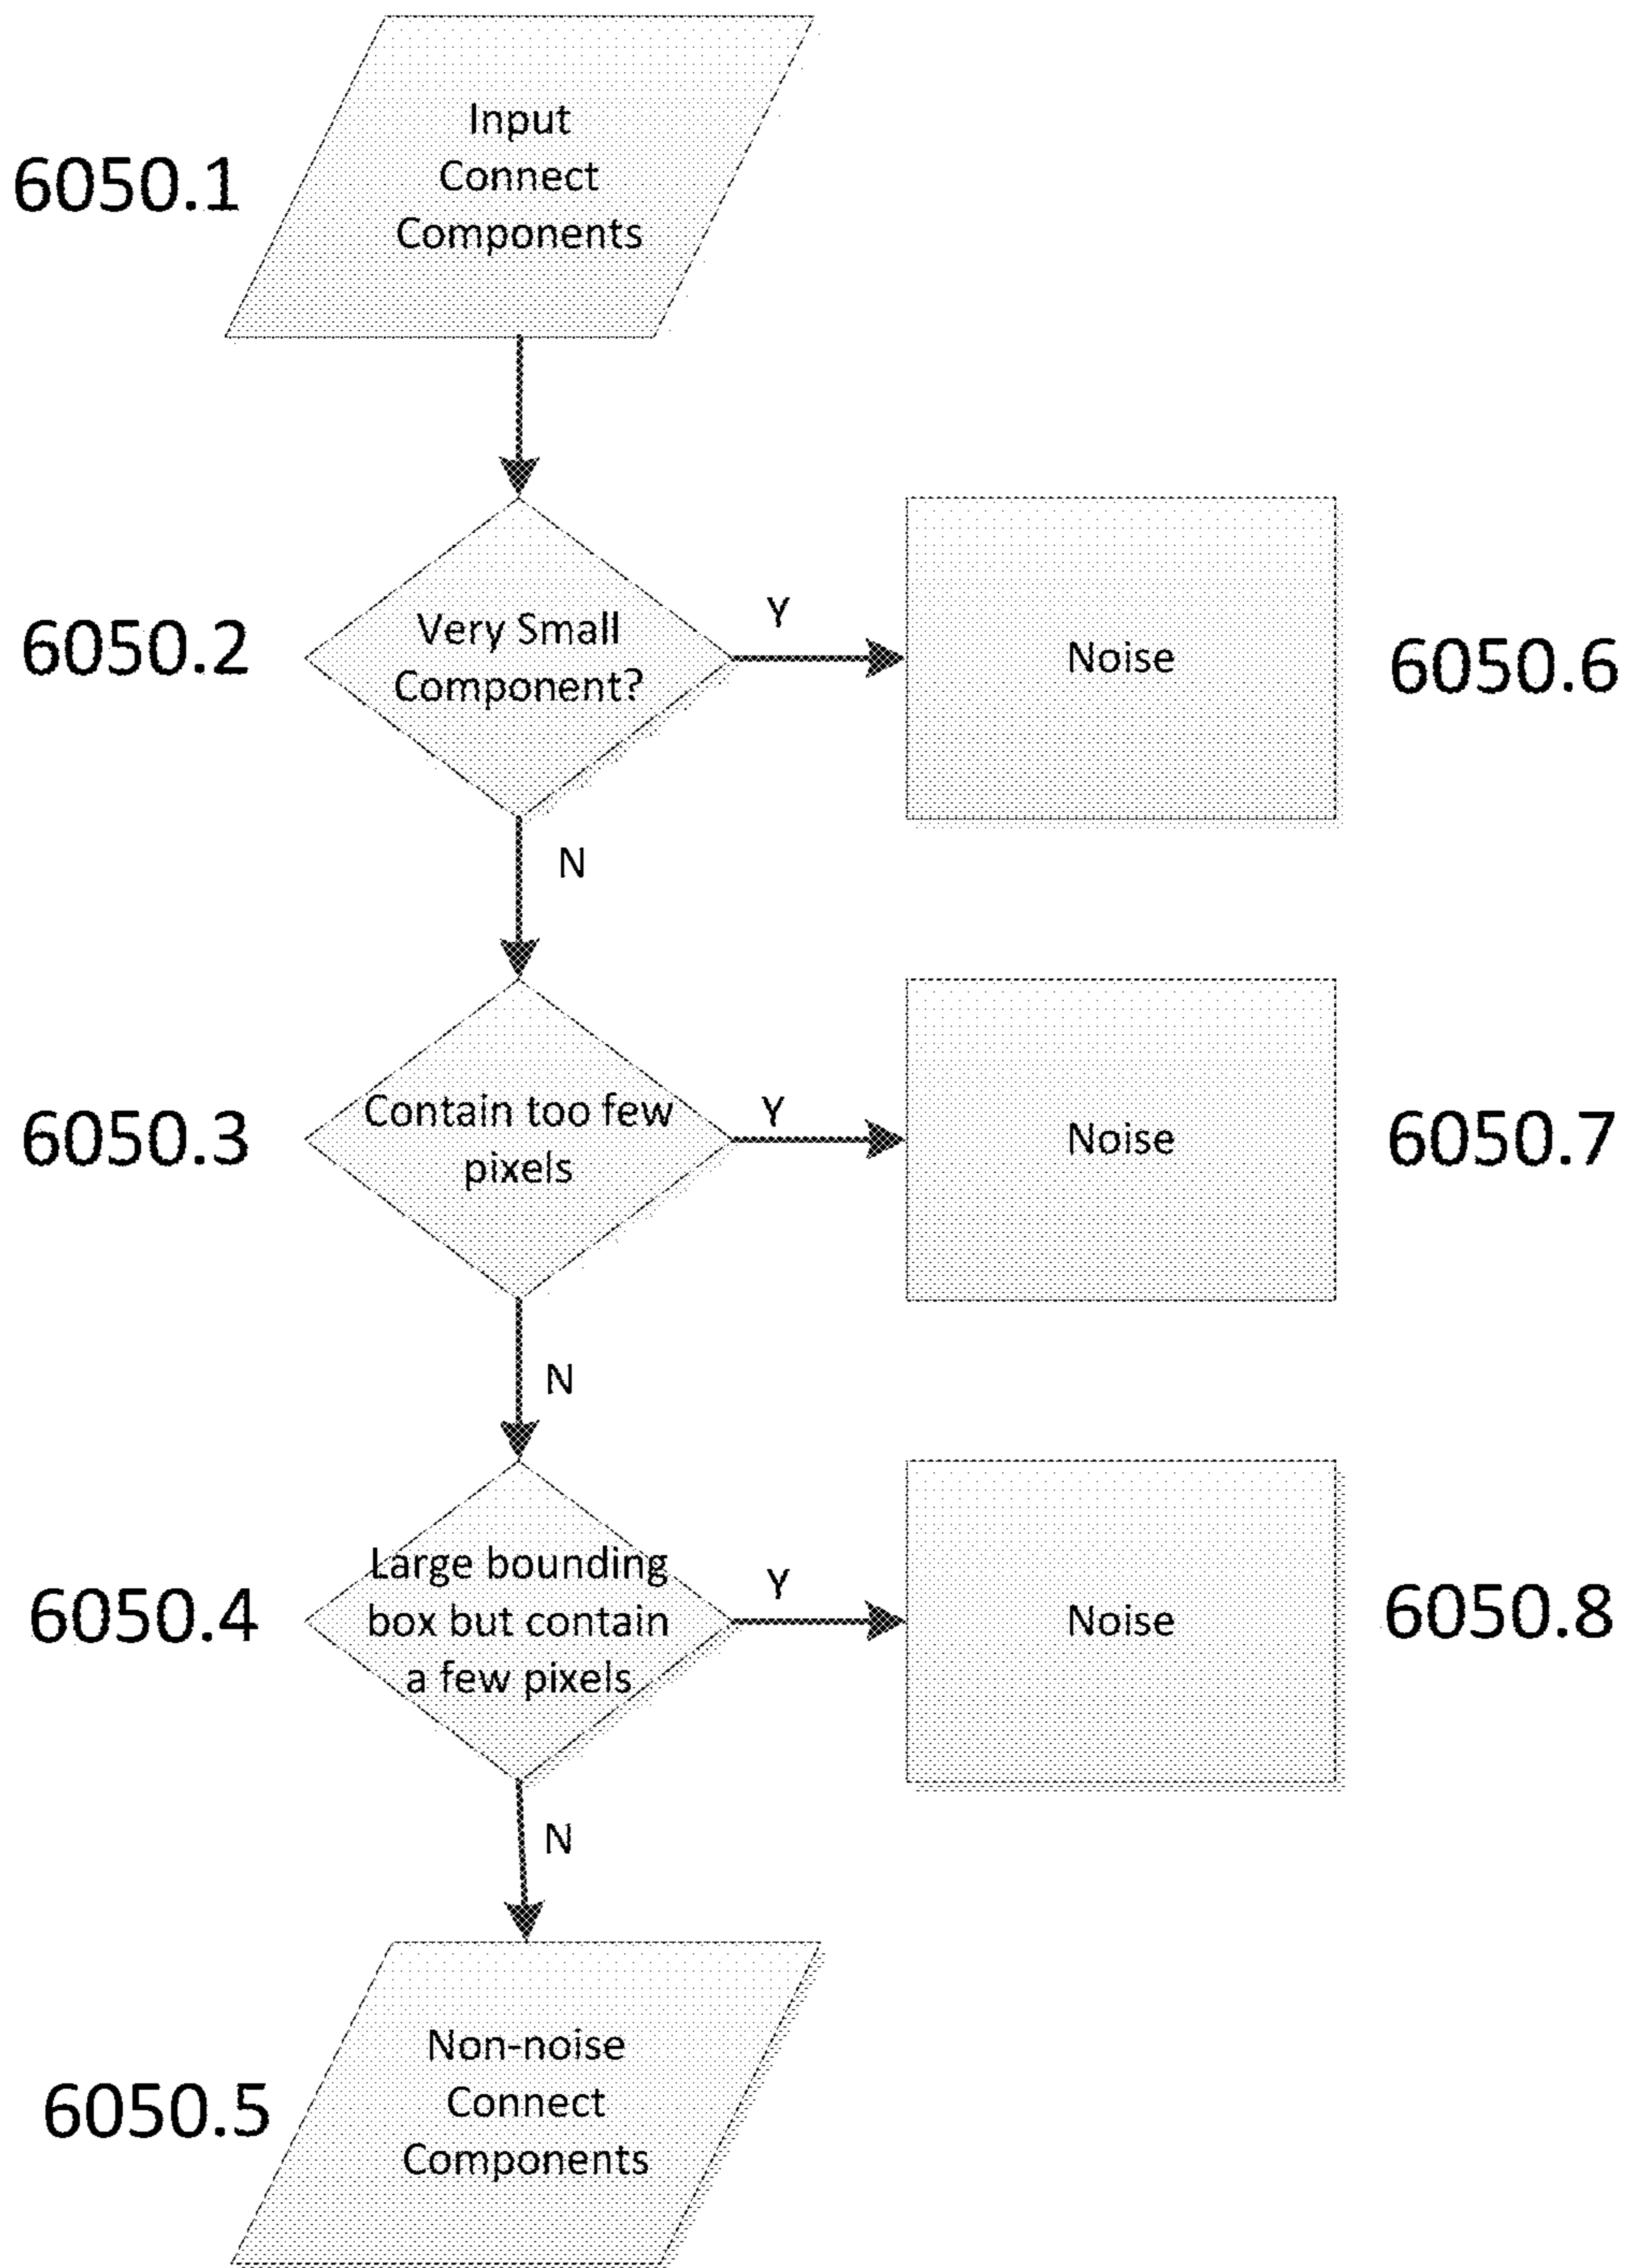 6050.1
Input
Connect
Components
6050.2
Very Small
Component?
Y
Noise
6050.6
N
6050.3
Contain too few
pixels
Y
Noise
6050.7
N
6050.4
Large bounding
box but contain
a few pixels
Y
Noise
6050.8
N
6050.5
Non-noise
Connect
Components